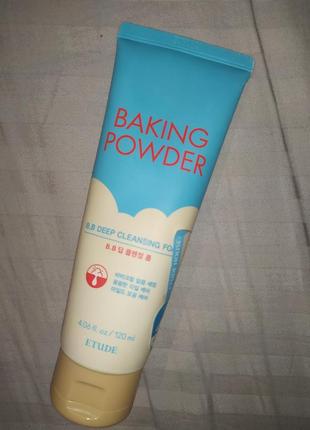 BAKING
POWDER
B.B DEEP CLEANSING FO
B.B 딥 클렌징 폼
4.06 fl. oz / 120 ml
ETUDE